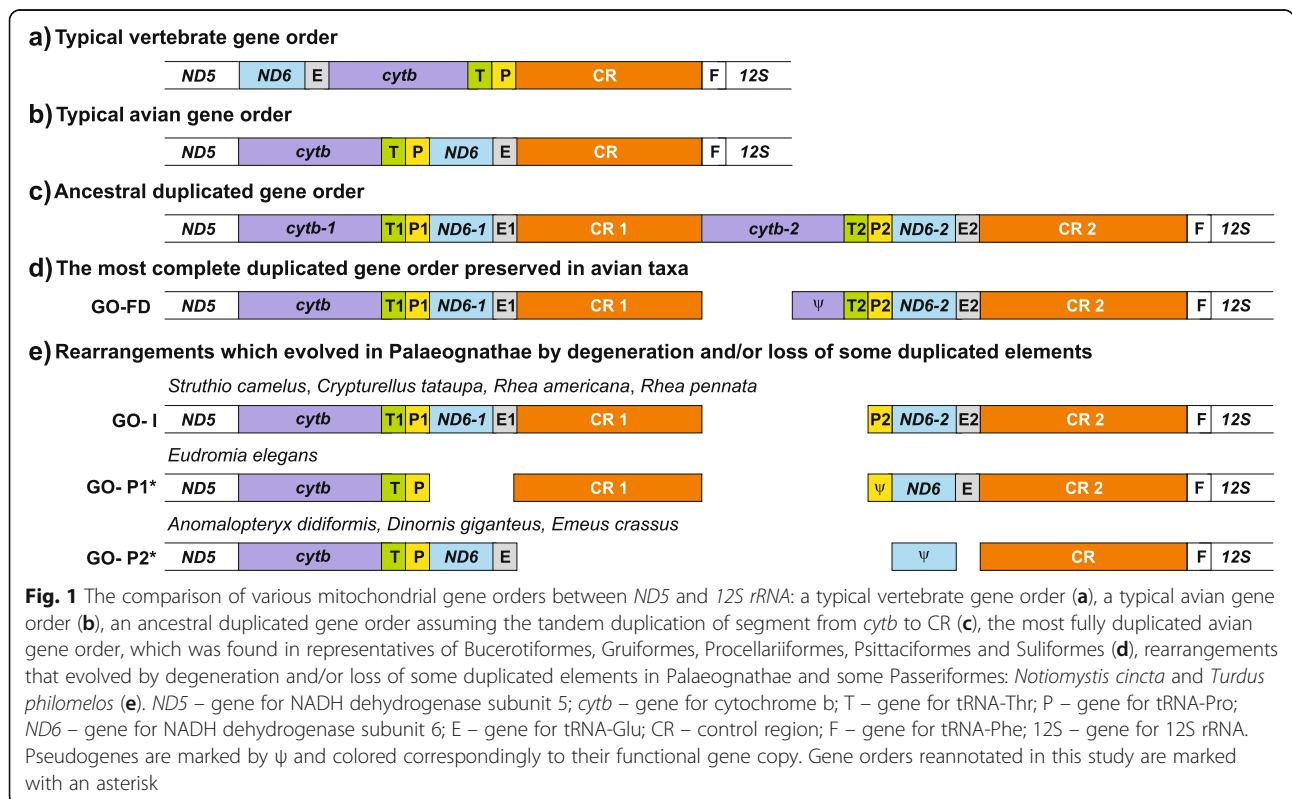 a) Typical vertebrate gene order
ND5 ND6 E cytb T P CR F 12S
b) Typical avian gene order
ND5 cytb T P ND6 E CR F 12S
c) Ancestral duplicated gene order
ND5 cytb-1 T1 P1 ND6-1 E1 CR 1 cytb-2 T2 P2 ND6-2 E2 CR 2 F 12S
d) The most complete duplicated gene order preserved in avian taxa
GO-FD ND5 cytb T1 P1 ND6-1 E1 CR 1 ψ T2 P2 ND6-2 E2 CR 2 F 12S
e) Rearrangements which evolved in Palaeognathae by degeneration and/or loss of some duplicated elements
Struthio camelus, Crypturellus tataupa, Rhea americana, Rhea pennata
GO- I ND5 cytb T1 P1 ND6-1 E1 CR 1 P2 ND6-2 E2 CR 2 F 12S
Eudromia elegans
GO- P1* ND5 cytb T P CR 1 ψ ND6 E CR 2 F 12S
Anomalopteryx didiformis, Dinornis giganteus, Emeus crassus
GO- P2* ND5 cytb T P ND6 E ψ CR F 12S
Fig. 1 The comparison of various mitochondrial gene orders between ND5 and 12S rRNA: a typical vertebrate gene order (a), a typical avian gene
order (b), an ancestral duplicated gene order assuming the tandem duplication of segment from cytb to CR (c), the most fully duplicated avian
gene order, which was found in representatives of Bucerotiformes, Gruiformes, Procellariiformes, Psittaciformes and Suliformes (d), rearrangements
that evolved by degeneration and/or loss of some duplicated elements in Palaeognathae and some Passeriformes: Notiomystis cincta and Turdus
philomelos (e). ND5 – gene for NADH dehydrogenase subunit 5; cytb – gene for cytochrome b; T – gene for tRNA-Thr; P – gene for tRNA-Pro;
ND6 – gene for NADH dehydrogenase subunit 6; E – gene for tRNA-Glu; CR – control region; F – gene for tRNA-Phe; 12S – gene for 12S rRNA.
Pseudogenes are marked by ψ and colored correspondingly to their functional gene copy. Gene orders reannotated in this study are marked
with an asterisk